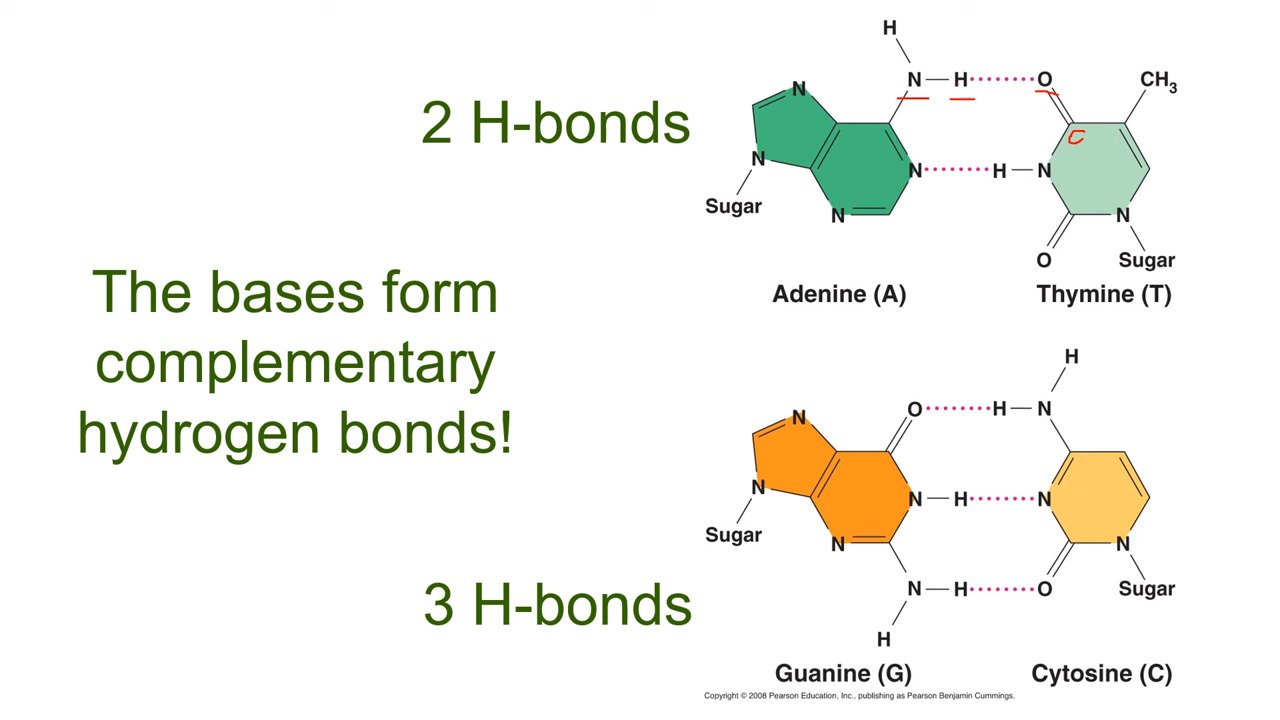 2 H-bonds
The bases form
complementary
hydrogen bonds!
3 H-bonds
H
N H O CH3
N
C
N N H N
Sugar N N
O Sugar
Adenine (A) Thymine (T)
H
O H N
N
N N H N
Sugar N N
N H O Sugar
H
Guanine (G) Cytosine (C)
Copyright © 2008 Pearson Education, Inc., publishing as Pearson Benjamin Cummings.